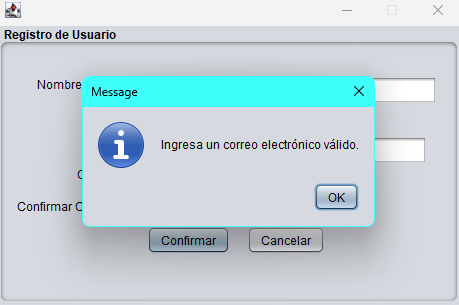 Registro de Usuario
Nombre
Message
Ingresa un correo electrónico válido.
OK
Confirmar
Confirmar
Cancelar